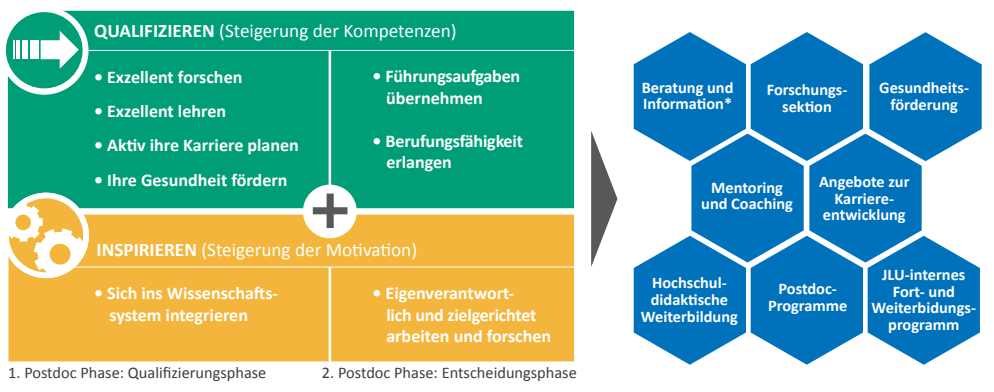 QUALIFIZIEREN (Steigerung der Kompetenzen)
• Exzellent forschen
• Exzellent lehren
• Aktiv ihre Karriere planen
• Ihre Gesundheit fördern
• Führungsaufgaben
übernehmen
• Berufungsfähigkeit
erlangen
+
INSPIRIEREN (Steigerung der Motivation)
• Sich ins Wissenschafts-
system integrieren
• Eigenverantwort-
lich und zielgerichtet
arbeiten und forschen
1. Postdoc Phase: Qualifizierungsphase
2. Postdoc Phase: Entscheidungsphase
Beratung und
Information*
Forschungs-
sektion
Gesundheits-
förderung
Mentoring
und Coaching
Angebote zur
Karriere-
entwicklung
Hochschul-
didaktische
Weiterbildung
Postdoc-
Programme
JLU-internes
Fort- und
Weiterbidungs-
programm